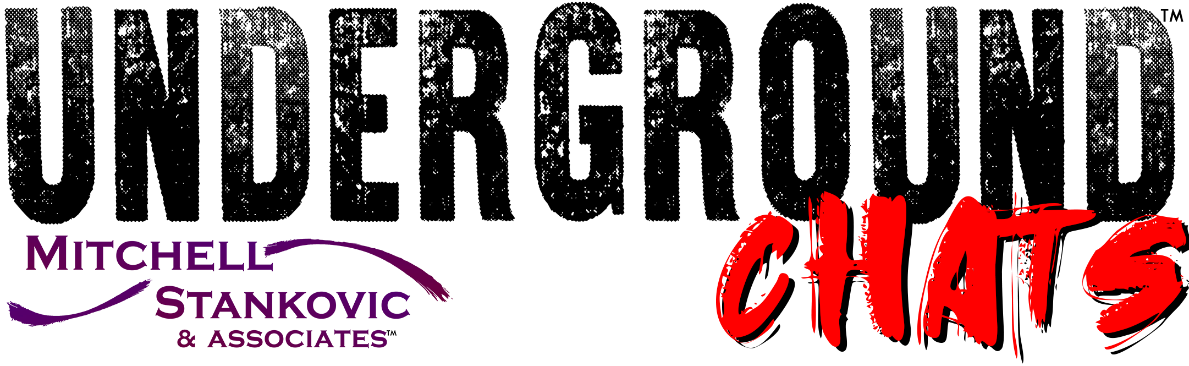 UNDERGROUND™
CHATS
MITCHELL
STANKOVIC
& ASSOCIATES™